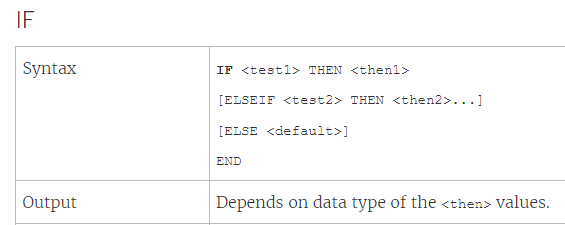 IF
Syntax
IF <test1> THEN <then1>
[ELSEIF <test2> THEN <then2>...]
[ELSE <default>]
END
Output
Depends on data type of the <then> values.